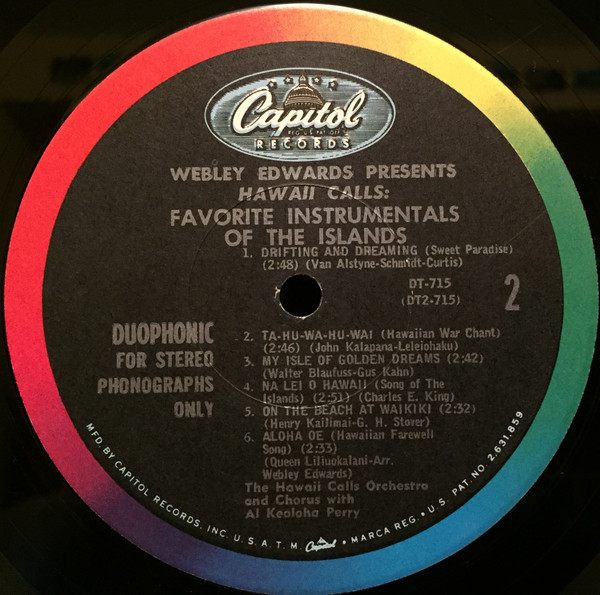 Capitol
REG. U.S. PAT. OFF.
RECORDS
WEBLEY EDWARDS PRESENTS
HAWAII CALLS:
FAVORITE INSTRUMENTALS
OF THE ISLANDS
1. DRIFTING AND DREAMING (Sweet Paradise)
(2:48) (Van Alstyne-Schmidt-Curtis)
DT-715
(DT2-715)
2
DUOPHONIC
FOR STEREO
PHONOGRAPHS
ONLY
2. TA-HU-WA-HU-WAI (Hawaiian War Chant)
(2:46) (John Kalapana-Leleiohaku)
3. MY ISLE OF GOLDEN DREAMS (2:42)
(Walter Blaufuss-Gus Kahn)
4. NA LEI O HAWAII (Song of The
Islands) (2:51) (Charles E. King)
5. ON THE BEACH AT WAIKIKI (2:32)
(Henry Kailimai-G. H. Stover)
6. ALOHA OE (Hawaiian Farewell
Song) (2:33)
(Queen Liliuokalani-Arr.
Webley Edwards)
The Hawaii Calls Orchestra
and Chorus with
Al Kealoha Perry
MFD. BY CAPITOL RECORDS, INC. U.S.A. T.M. Capitol • MARCA REG. • U.S. PAT. NO. 2,631,859